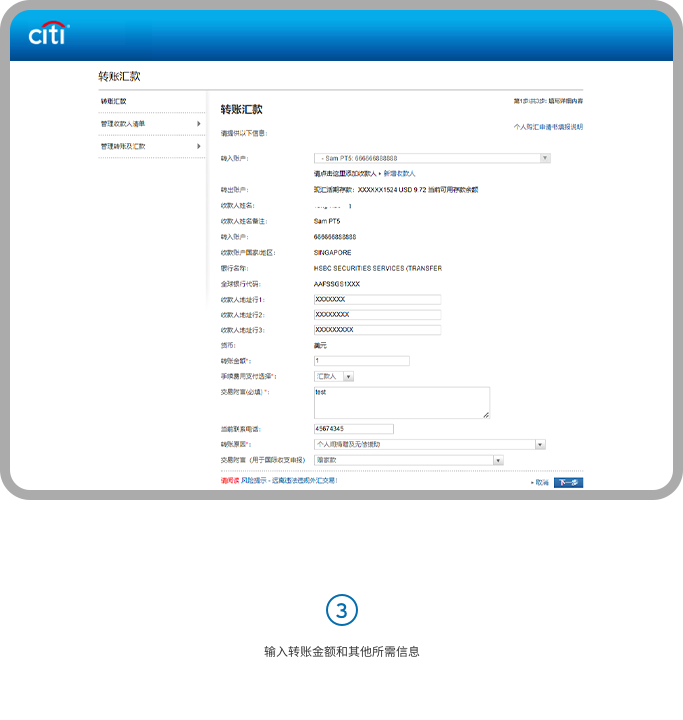 citi
转账汇款
转账汇款
管理收款人清单
管理转账及汇款
转账汇款
第1步(共3步): 填写详细内容
请提供以下信息:
个人购汇申请书填报说明
转入账户: - Sam PT5: 666666888888
请点击这里添加收款人 新增收款人
转出账户: 现汇活期存款: XXXXXX1524 USD 9.72 当前可用存款余额
收款人姓名:
收款人姓名备注: Sam PT5
转入账户: 666666888888
收款账户国家/地区: SINGAPORE
银行名称: HSBC SECURITIES SERVICES (TRANSFER
全球银行代码: AAFSSGS1XXX
收款人地址行1: XXXXXXX
收款人地址行2: XXXXXXXX
收款人地址行3: XXXXXXXXX
货币: 美元
转账金额*: 1
手续费用支付选择*: 汇款人
交易附言(必填) *: test
当前联系电话: 45674345
转账原因*: 个人间捐赠及无偿援助
交易附言（用于国际收支申报） 赡家款
请阅读 风险提示 - 远离违法违规外汇交易!
取消 下一步
3
输入转账金额和其他所需信息